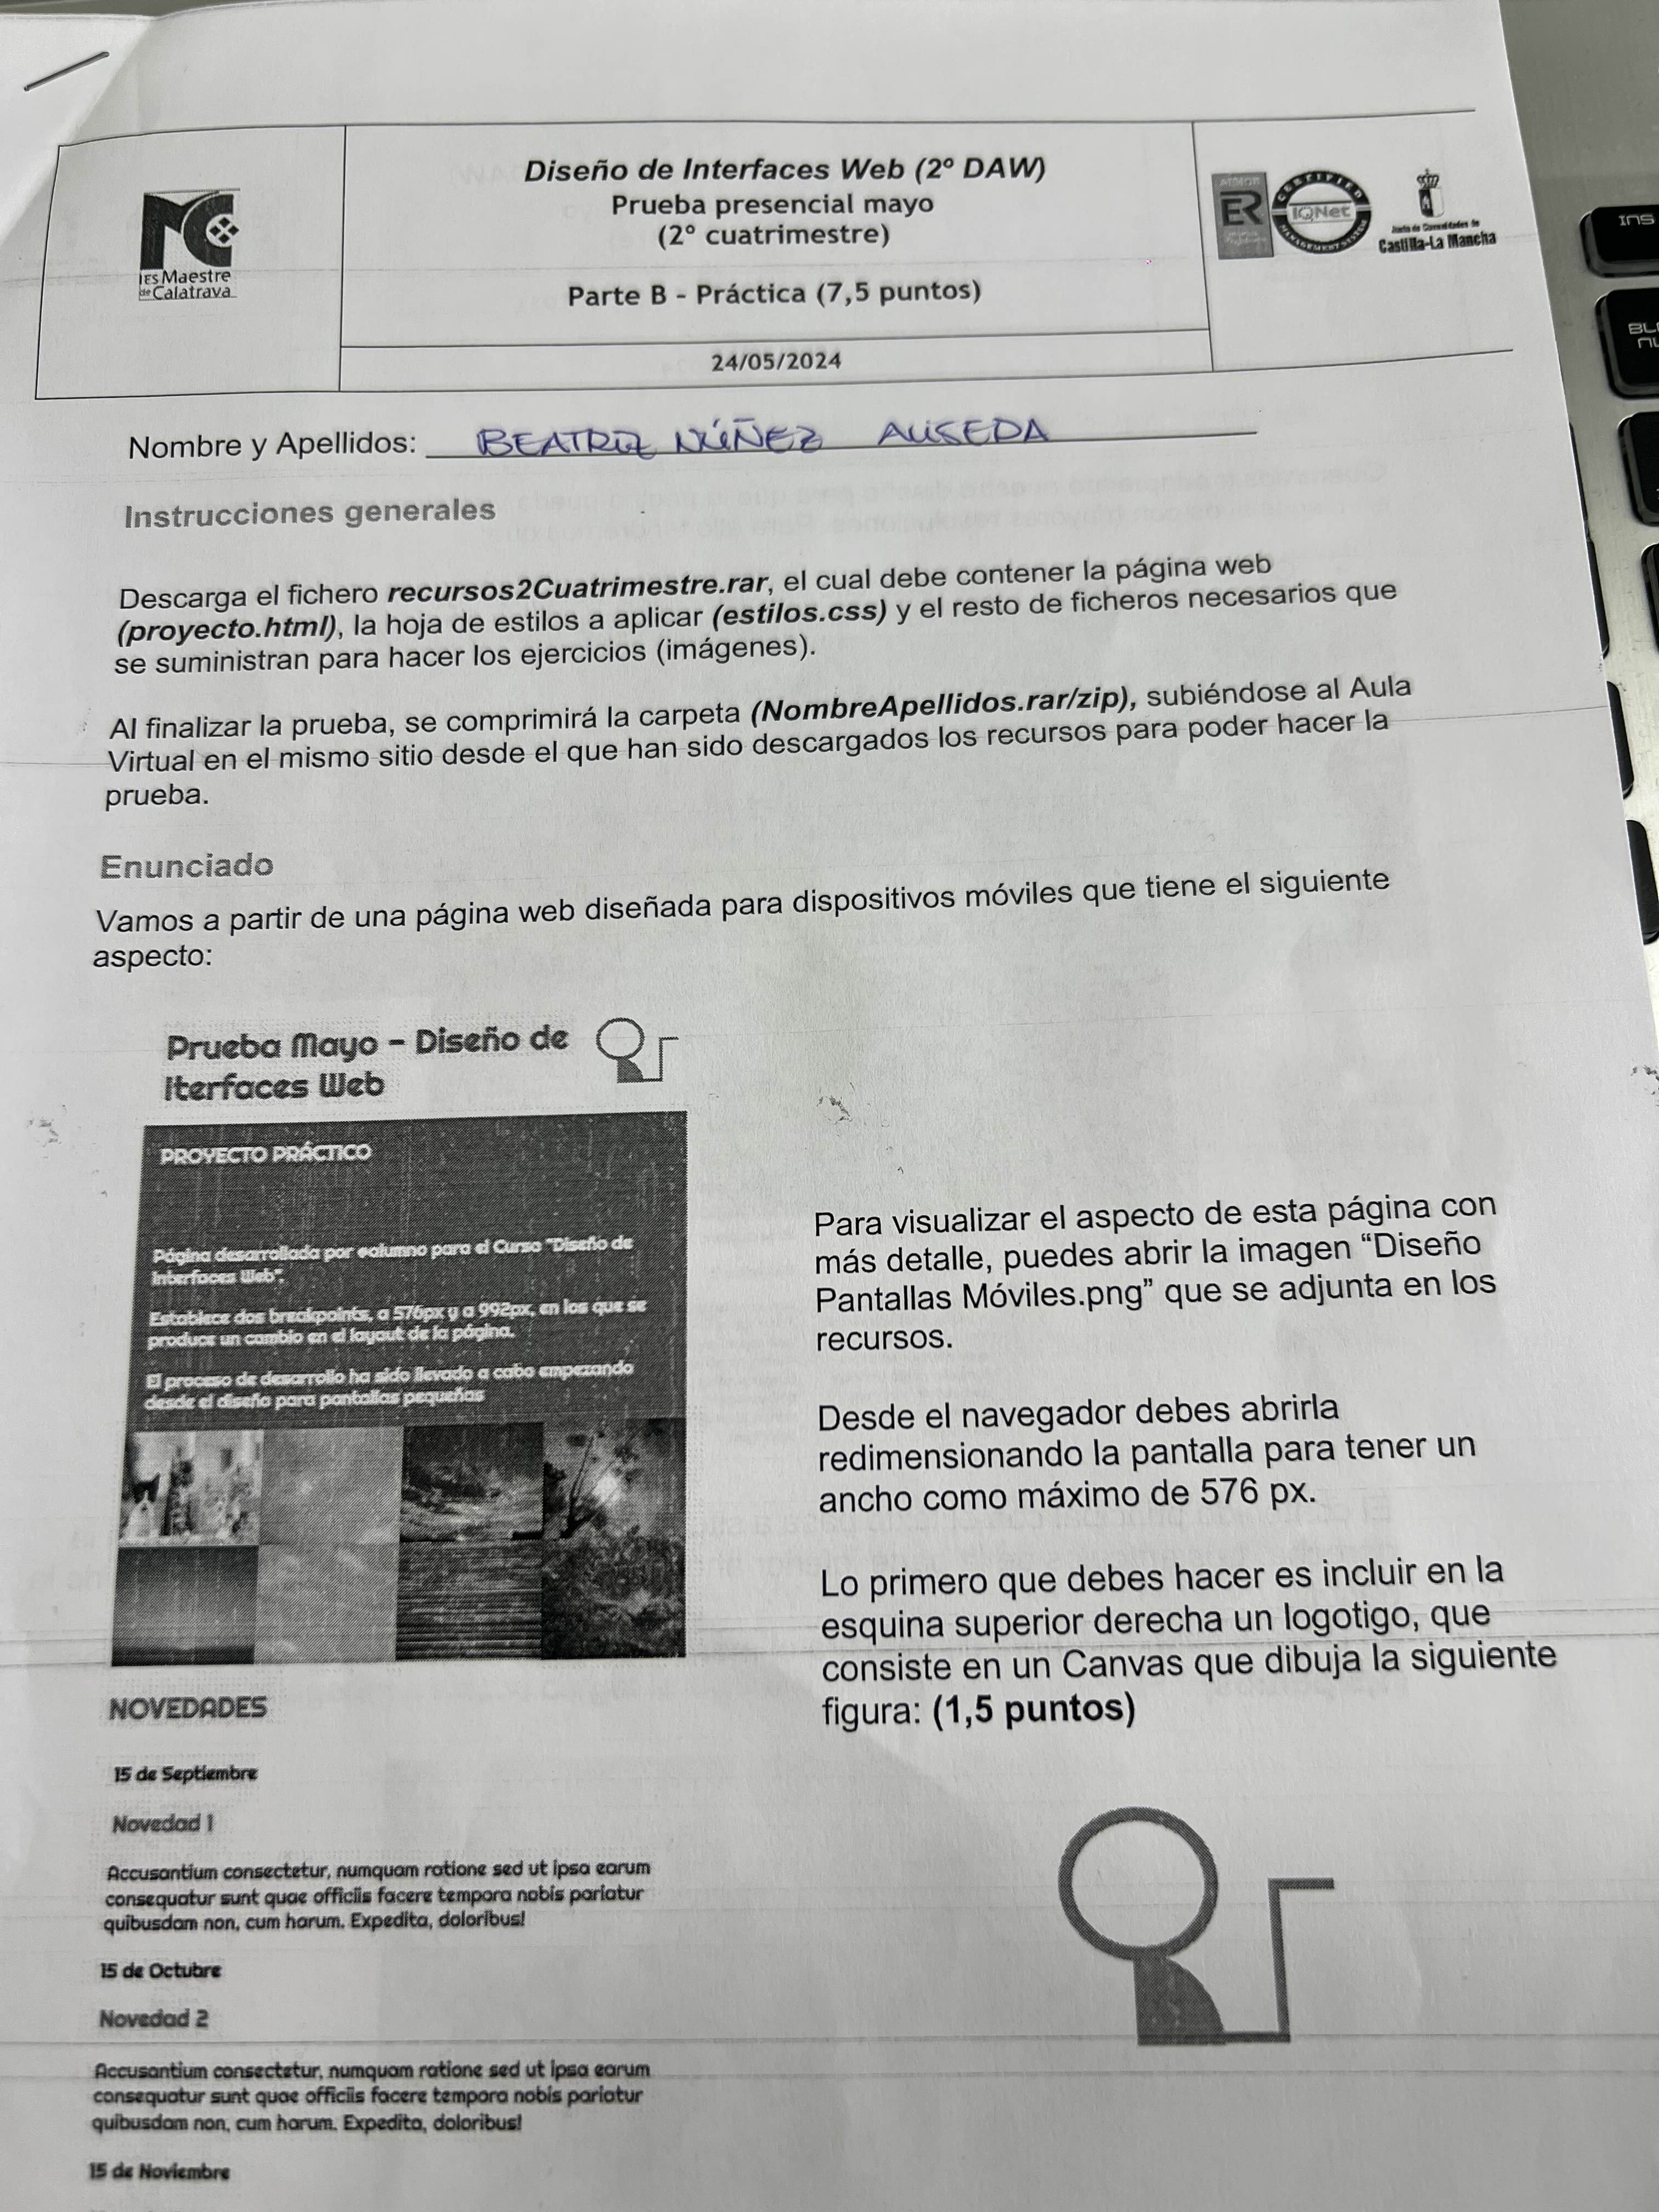 Diseño de Interfaces Web (2º DAW)
Prueba presencial mayo
(2º cuatrimestre)
Parte B - Práctica (7,5 puntos)
24/05/2024
IES Maestre
de Calatrava
ER
CERTIFIED
IQNet
MANAGEMENT SYSTEM
Junta de Comunidades de
Castilla-La Mancha
INS
Nombre y Apellidos: BEATRIZ NÚÑEZ ALISEDA
Instrucciones generales
Descarga el fichero recursos2Cuatrimestre.rar, el cual debe contener la página web
(proyecto.html), la hoja de estilos a aplicar (estilos.css) y el resto de ficheros necesarios que
se suministran para hacer los ejercicios (imágenes).
Al finalizar la prueba, se comprimirá la carpeta (NombreApellidos.rar/zip), subiéndose al Aula
Virtual en el mismo sitio desde el que han sido descargados los recursos para poder hacer la
prueba.
Enunciado
Vamos a partir de una página web diseñada para dispositivos móviles que tiene el siguiente
aspecto:
Prueba Mayo - Diseño de
Iterfaces Web
PROYECTO PRÁCTICO
Página desarrollada por ealumno para el Curso "Diseño de
Interfaces Web".
Establece dos breakpoints, a 576px y a 992px, en los que se
produce un cambio en el layout de la página.
El proceso de desarrollo ha sido llevado a cabo empezando
desde el diseño para pantallas pequeñas
NOVEDADES
15 de Septiembre
Novedad 1
Accusantium consectetur, numquam ratione sed ut ipsa earum
consequatur sunt quae officiis facere tempora nobis pariatur
quibusdam non, cum harum. Expedita, doloribus!
15 de Octubre
Novedad 2
Accusantium consectetur, numquam ratione sed ut ipsa earum
consequatur sunt quae officiis facere tempora nobis pariatur
quibusdam non, cum harum. Expedita, doloribus!
15 de Noviembre
Para visualizar el aspecto de esta página con
más detalle, puedes abrir la imagen “Diseño
Pantallas Móviles.png” que se adjunta en los
recursos.
Desde el navegador debes abrirla
redimensionando la pantalla para tener un
ancho como máximo de 576 px.
Lo primero que debes hacer es incluir en la
esquina superior derecha un logotigo, que
consiste en un Canvas que dibuja la siguiente
figura: (1,5 puntos)